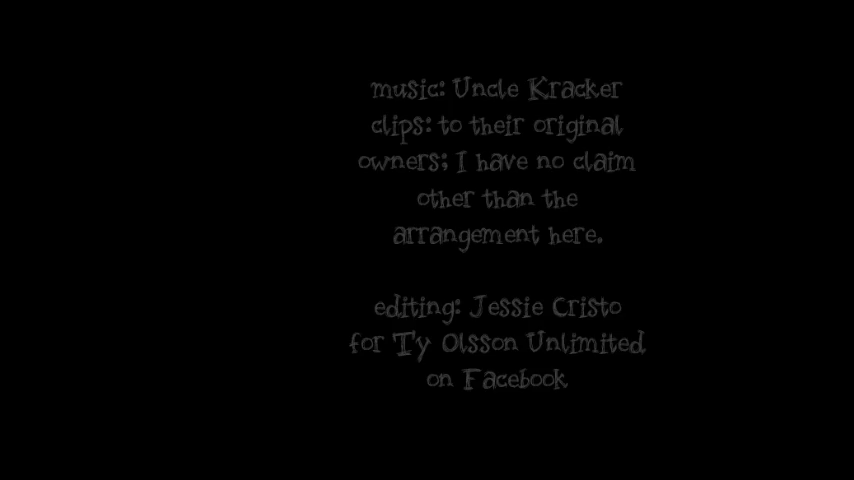 music: Uncle Kracker
clips: to their original
owners; I have no claim
other than the
arrangement here.
editing: Jessie Cristo
for Ty Olsson Unlimited
on Facebook